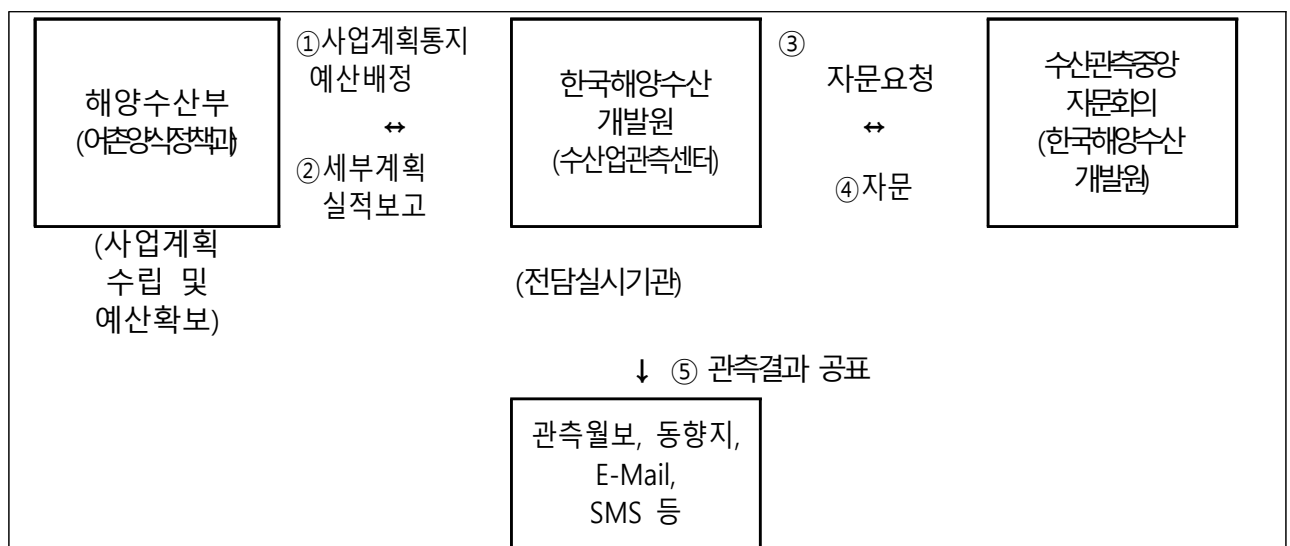 해양수산부
(어촌양식정책과)
①사업계획통지
예산배정
↔
②세부계획
실적보고
한국해양수산
개발원
(수산업관측센터)
③
자문요청
↔
④자문
수산관측중앙
자문회의
(한국해양수산
개발원)
(사업계획
수립 및
예산확보)
(전담실시기관)
↓ ⑤ 관측결과 공표
관측월보, 동향지,
E-Mail,
SMS 등